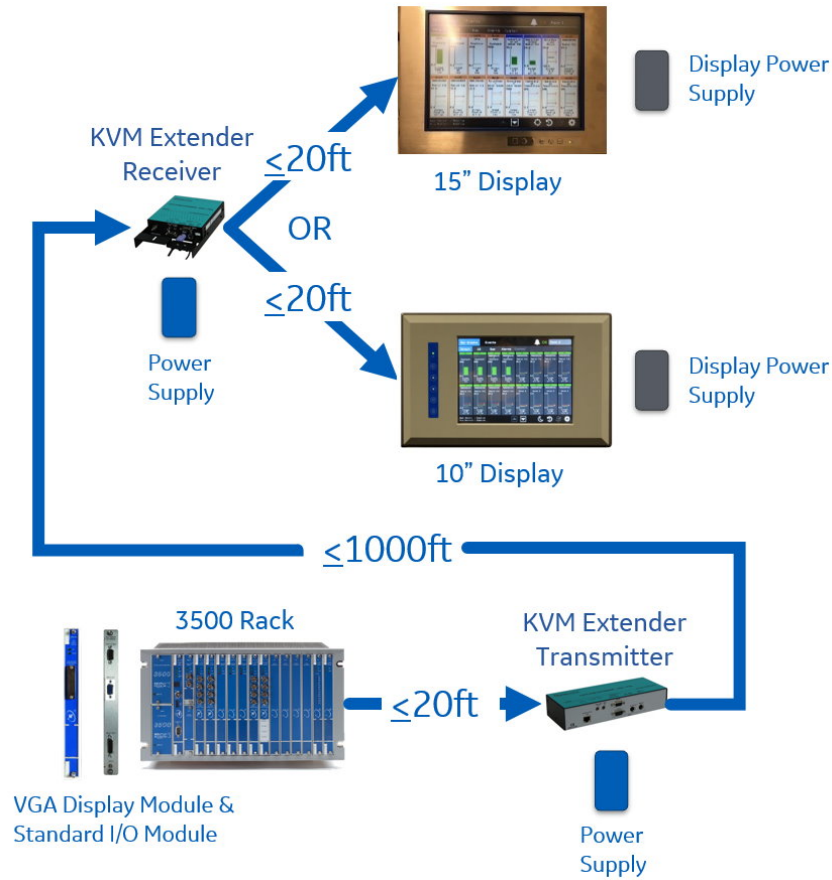 Display Power
Supply
KVM Extender
Receiver
≤20ft
15” Display
OR
≤20ft
Power
Supply
Display Power
Supply
10” Display
≤1000ft
3500 Rack
KVM Extender
Transmitter
≤20ft
VGA Display Module &
Standard I/O Module
Power
Supply